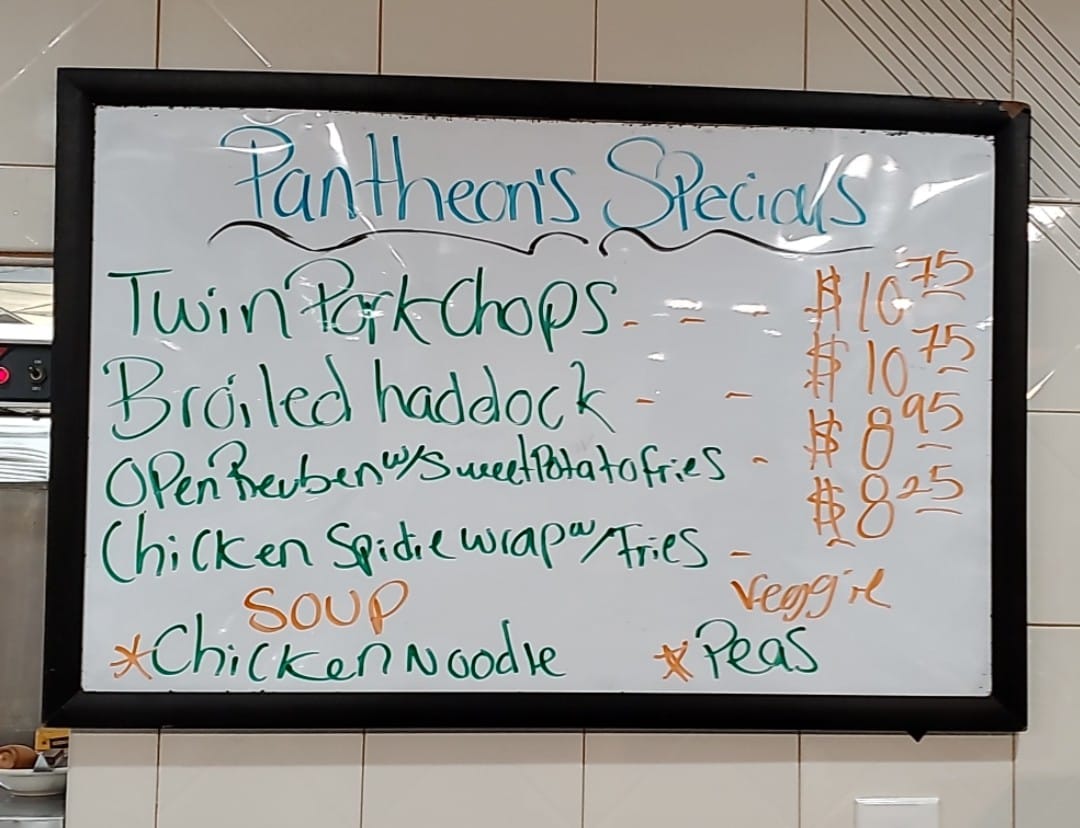 Pantheon's Specials
Twin Pork Chops - - - $10 75
Broiled haddock - - $10 75
Open Reuben w/ Sweet Potato fries - $8 95
Chicken Spidie wrap w/ Fries - $8 25
SOUP Veggie
*Chicken Noodle *Peas